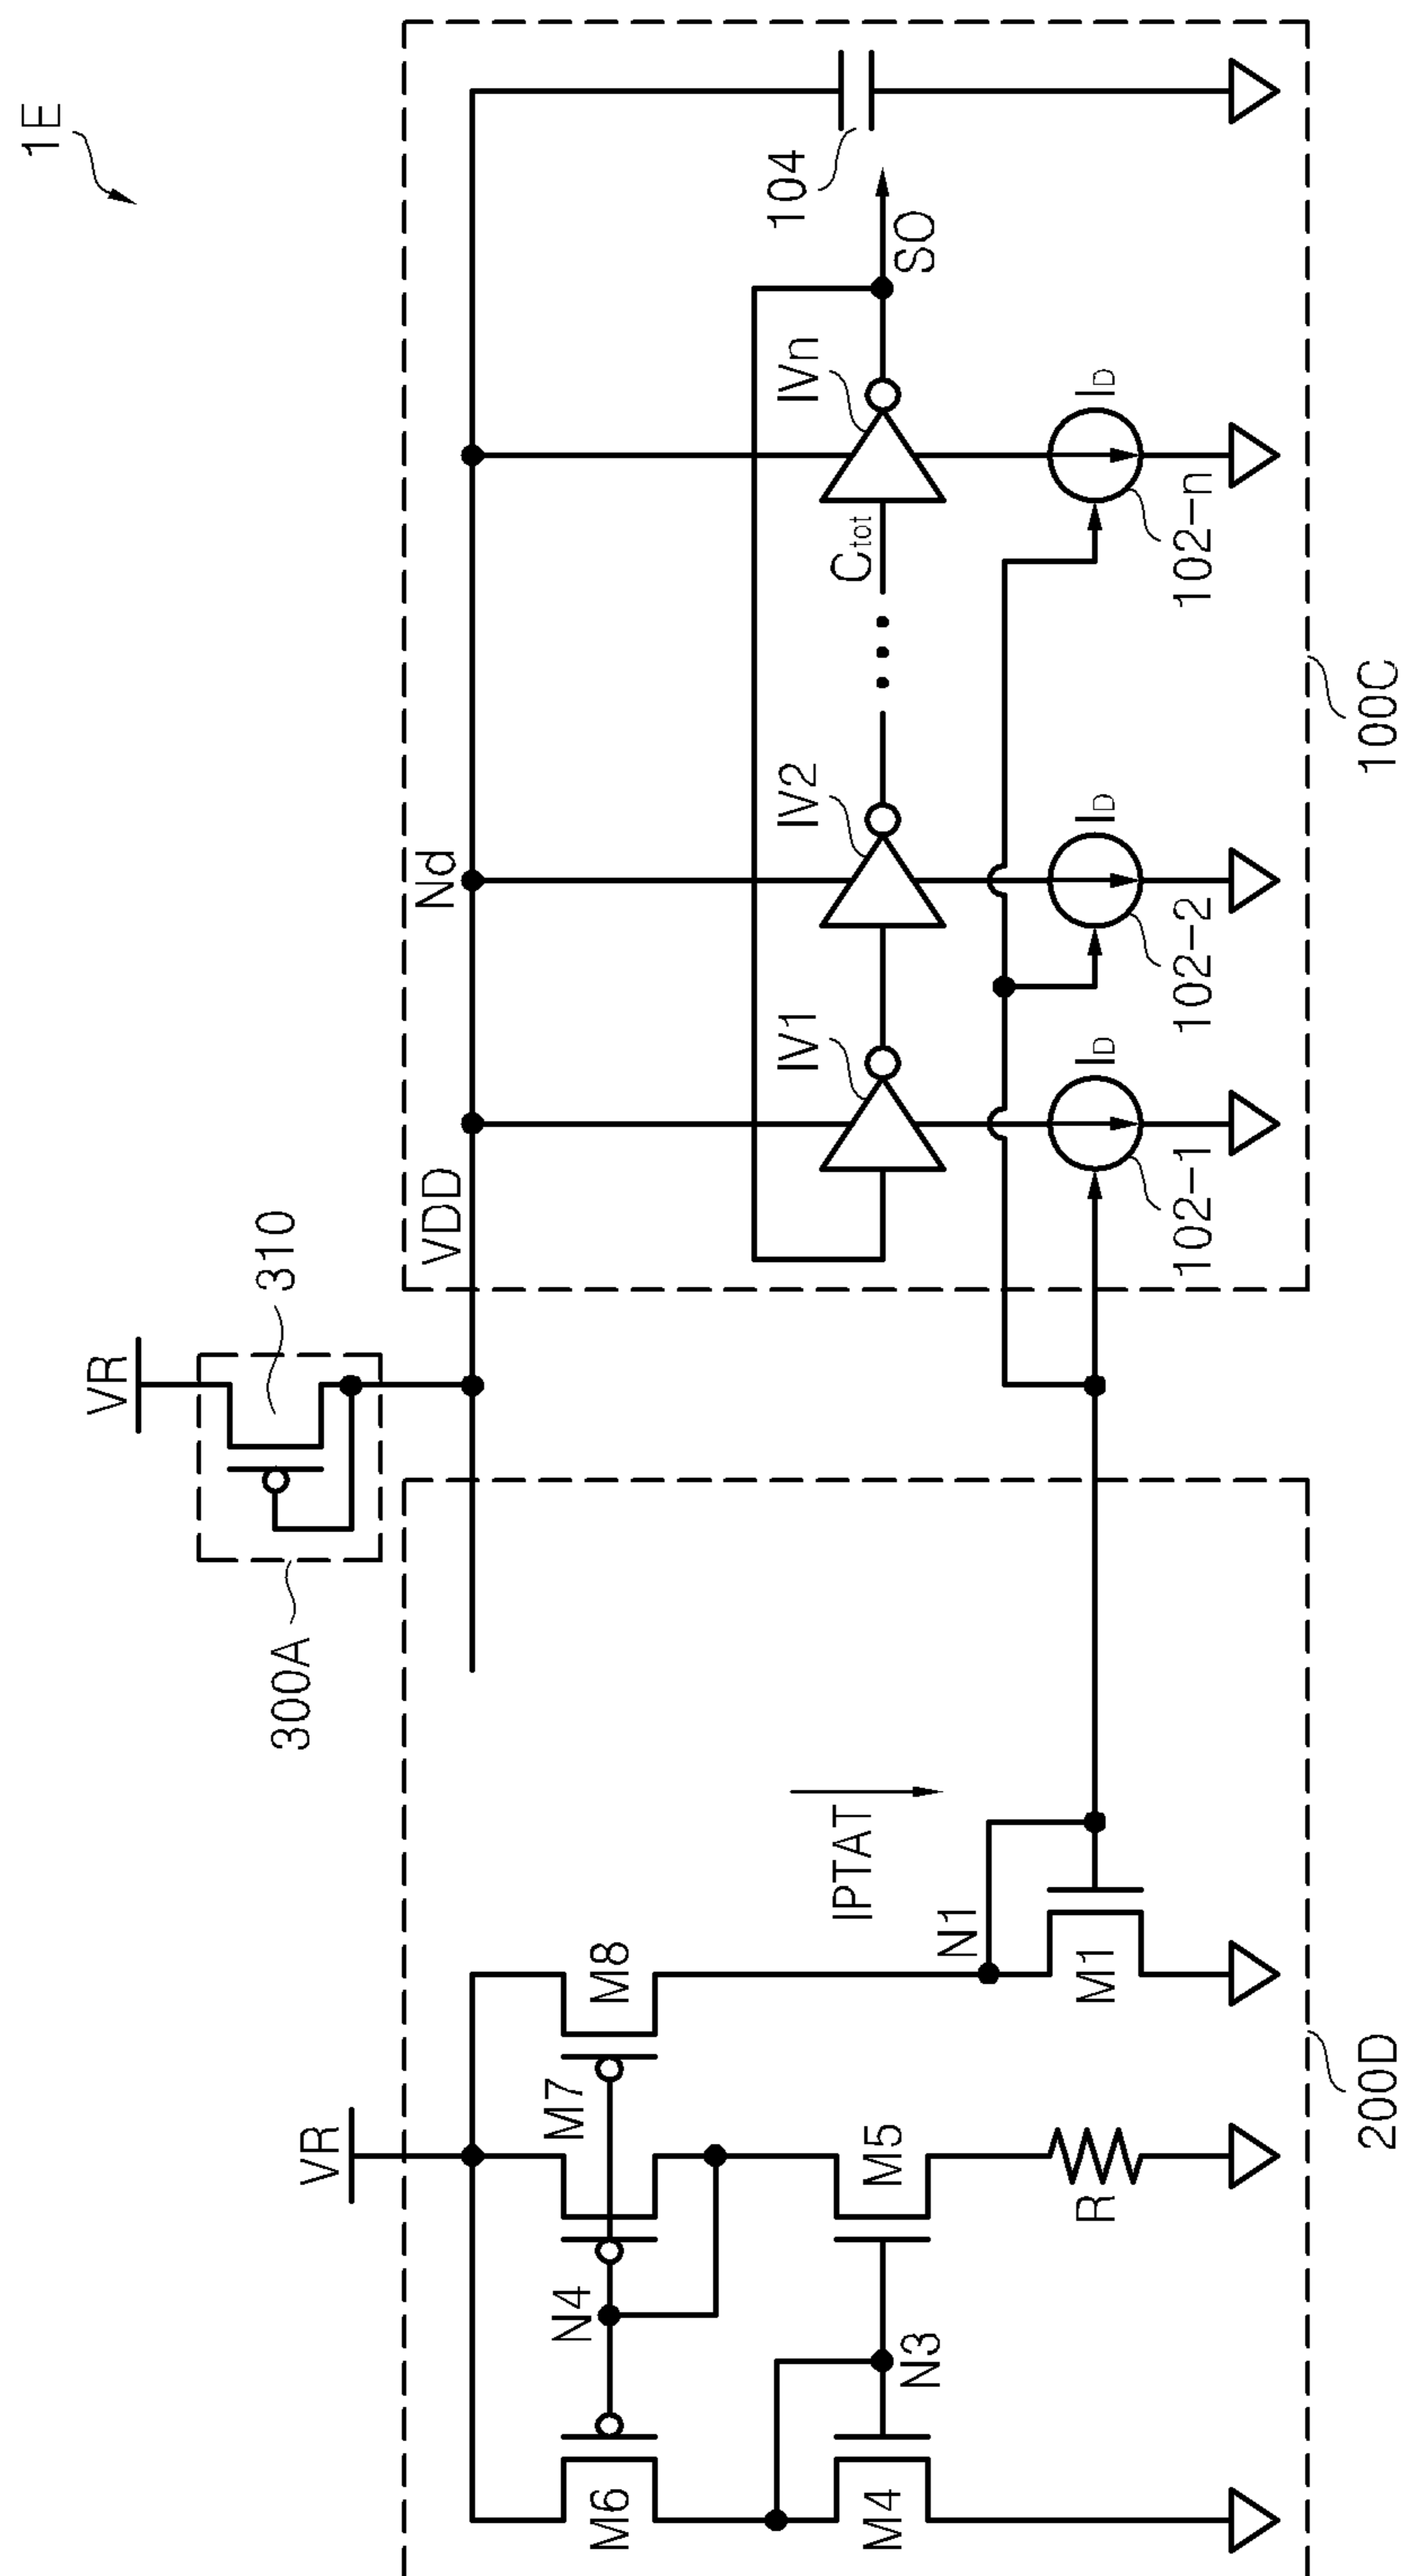 1E
VR
300A
310
VDD
Nd
104
SO
IV1
IV2
IVn
Ctot
ID
ID
ID
102-1
102-2
102-n
100C
VR
M6
N4
M7
M8
IPTAT
N1
M4
N3
M5
R
M1
200D